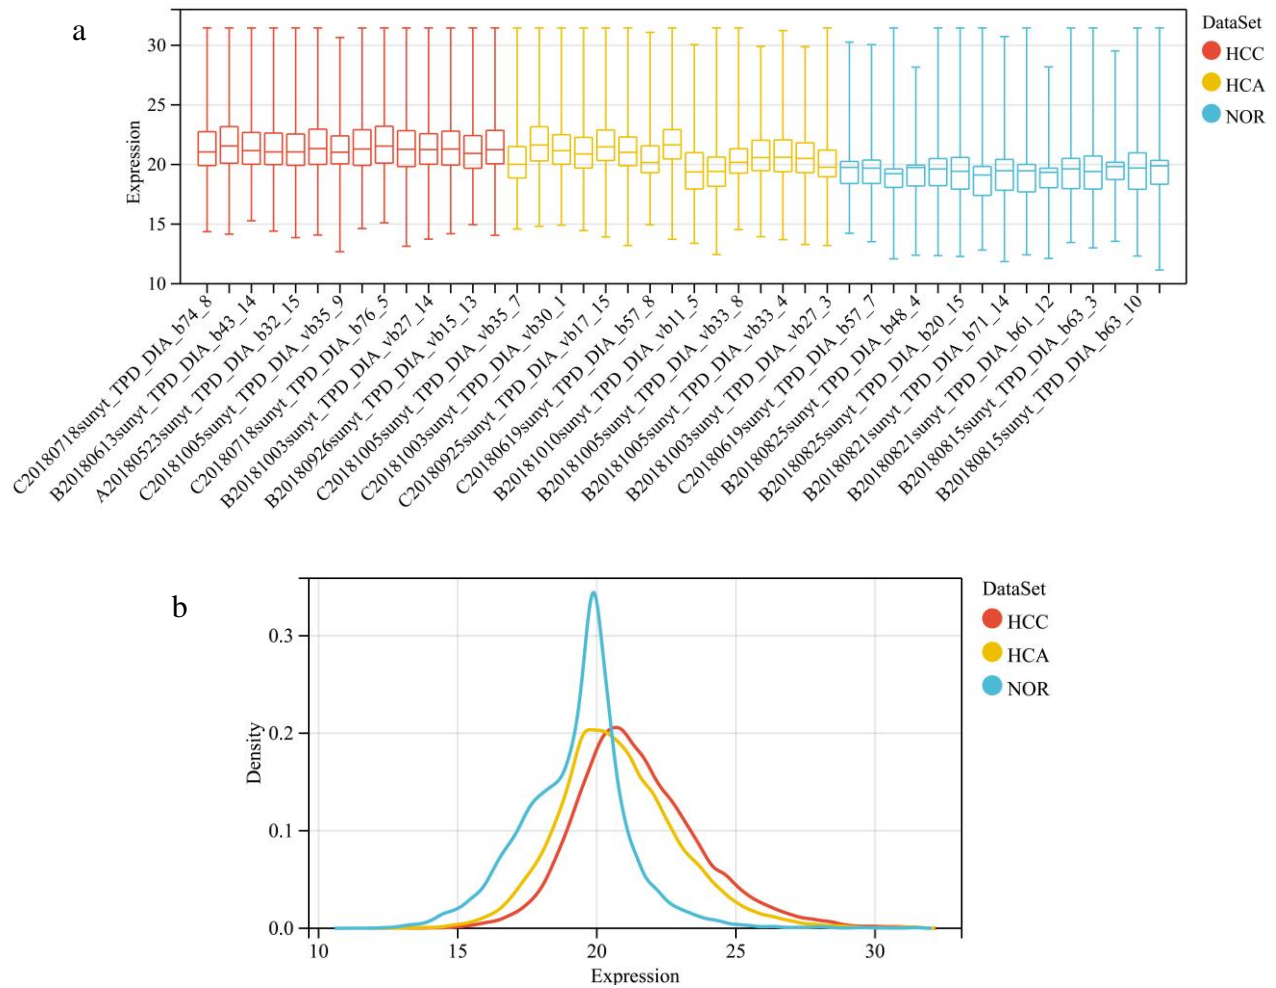 a
DataSet
HCC
HCA
NOR
Expression
30
25
20
15
10
C20180718sunyt_TPD_DIA_b74_8
B20180613sunyt_TPD_DIA_b43_14
A20180523sunyt_TPD_DIA_b32_15
C20181005sunyt_TPD_DIA_vb35_9
C20180718sunyt_TPD_DIA_b76_5
B20181003sunyt_TPD_DIA_vb27_14
B20180926sunyt_TPD_DIA_vb15_13
C20181005sunyt_TPD_DIA_vb35_7
C20181003sunyt_TPD_DIA_vb30_1
C20180925sunyt_TPD_DIA_vb17_15
C20180619sunyt_TPD_DIA_b57_8
B20181010sunyt_TPD_DIA_vb11_5
B20181005sunyt_TPD_DIA_vb33_8
B20181005sunyt_TPD_DIA_vb33_4
B20181003sunyt_TPD_DIA_vb27_3
C20180619sunyt_TPD_DIA_b57_7
B20180825sunyt_TPD_DIA_b48_4
B20180825sunyt_TPD_DIA_b20_15
B20180821sunyt_TPD_DIA_b71_14
B20180821sunyt_TPD_DIA_b61_12
B20180815sunyt_TPD_DIA_b63_3
B20180815sunyt_TPD_DIA_b63_10
b
DataSet
HCC
HCA
NOR
Density
0.3
0.2
0.1
0.0
10 15 20 25 30
Expression